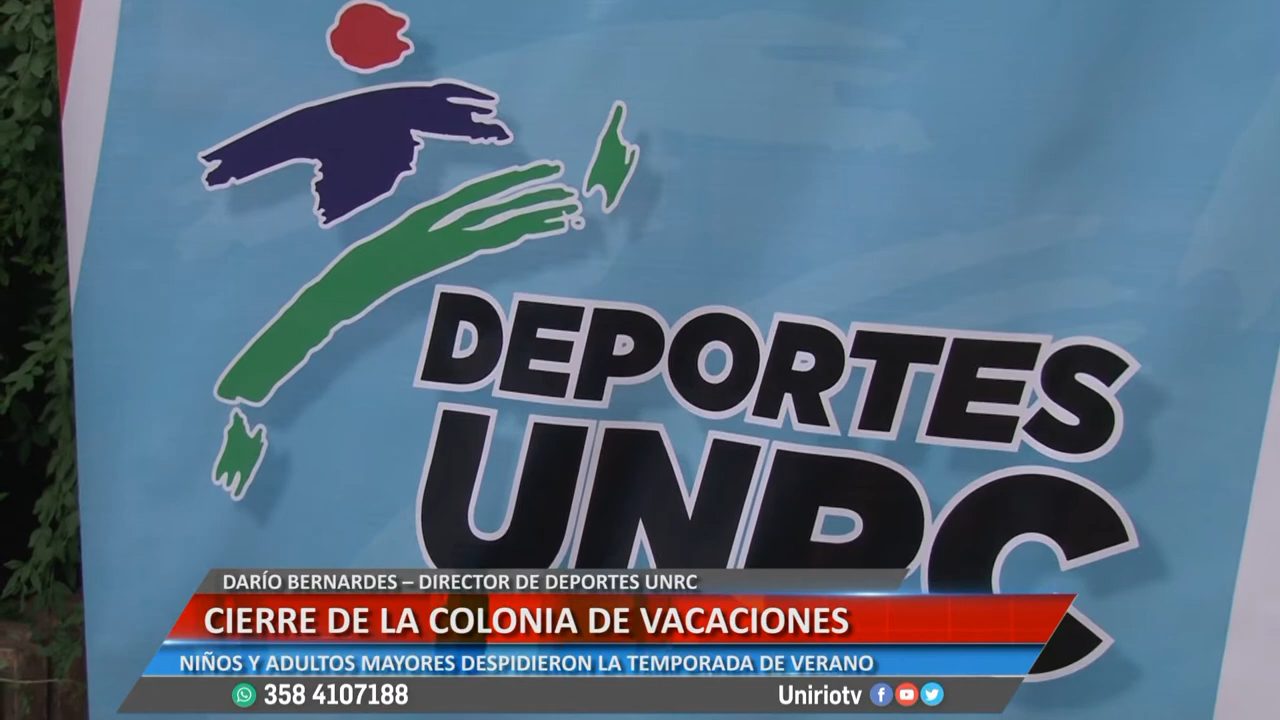 DEPORTES
UNRC
DARÍO BERNARDES – DIRECTOR DE DEPORTES UNRC
CIERRE DE LA COLONIA DE VACACIONES
NIÑOS Y ADULTOS MAYORES DESPIDIERON LA TEMPORADA DE VERANO
358 4107188
Uniriotv